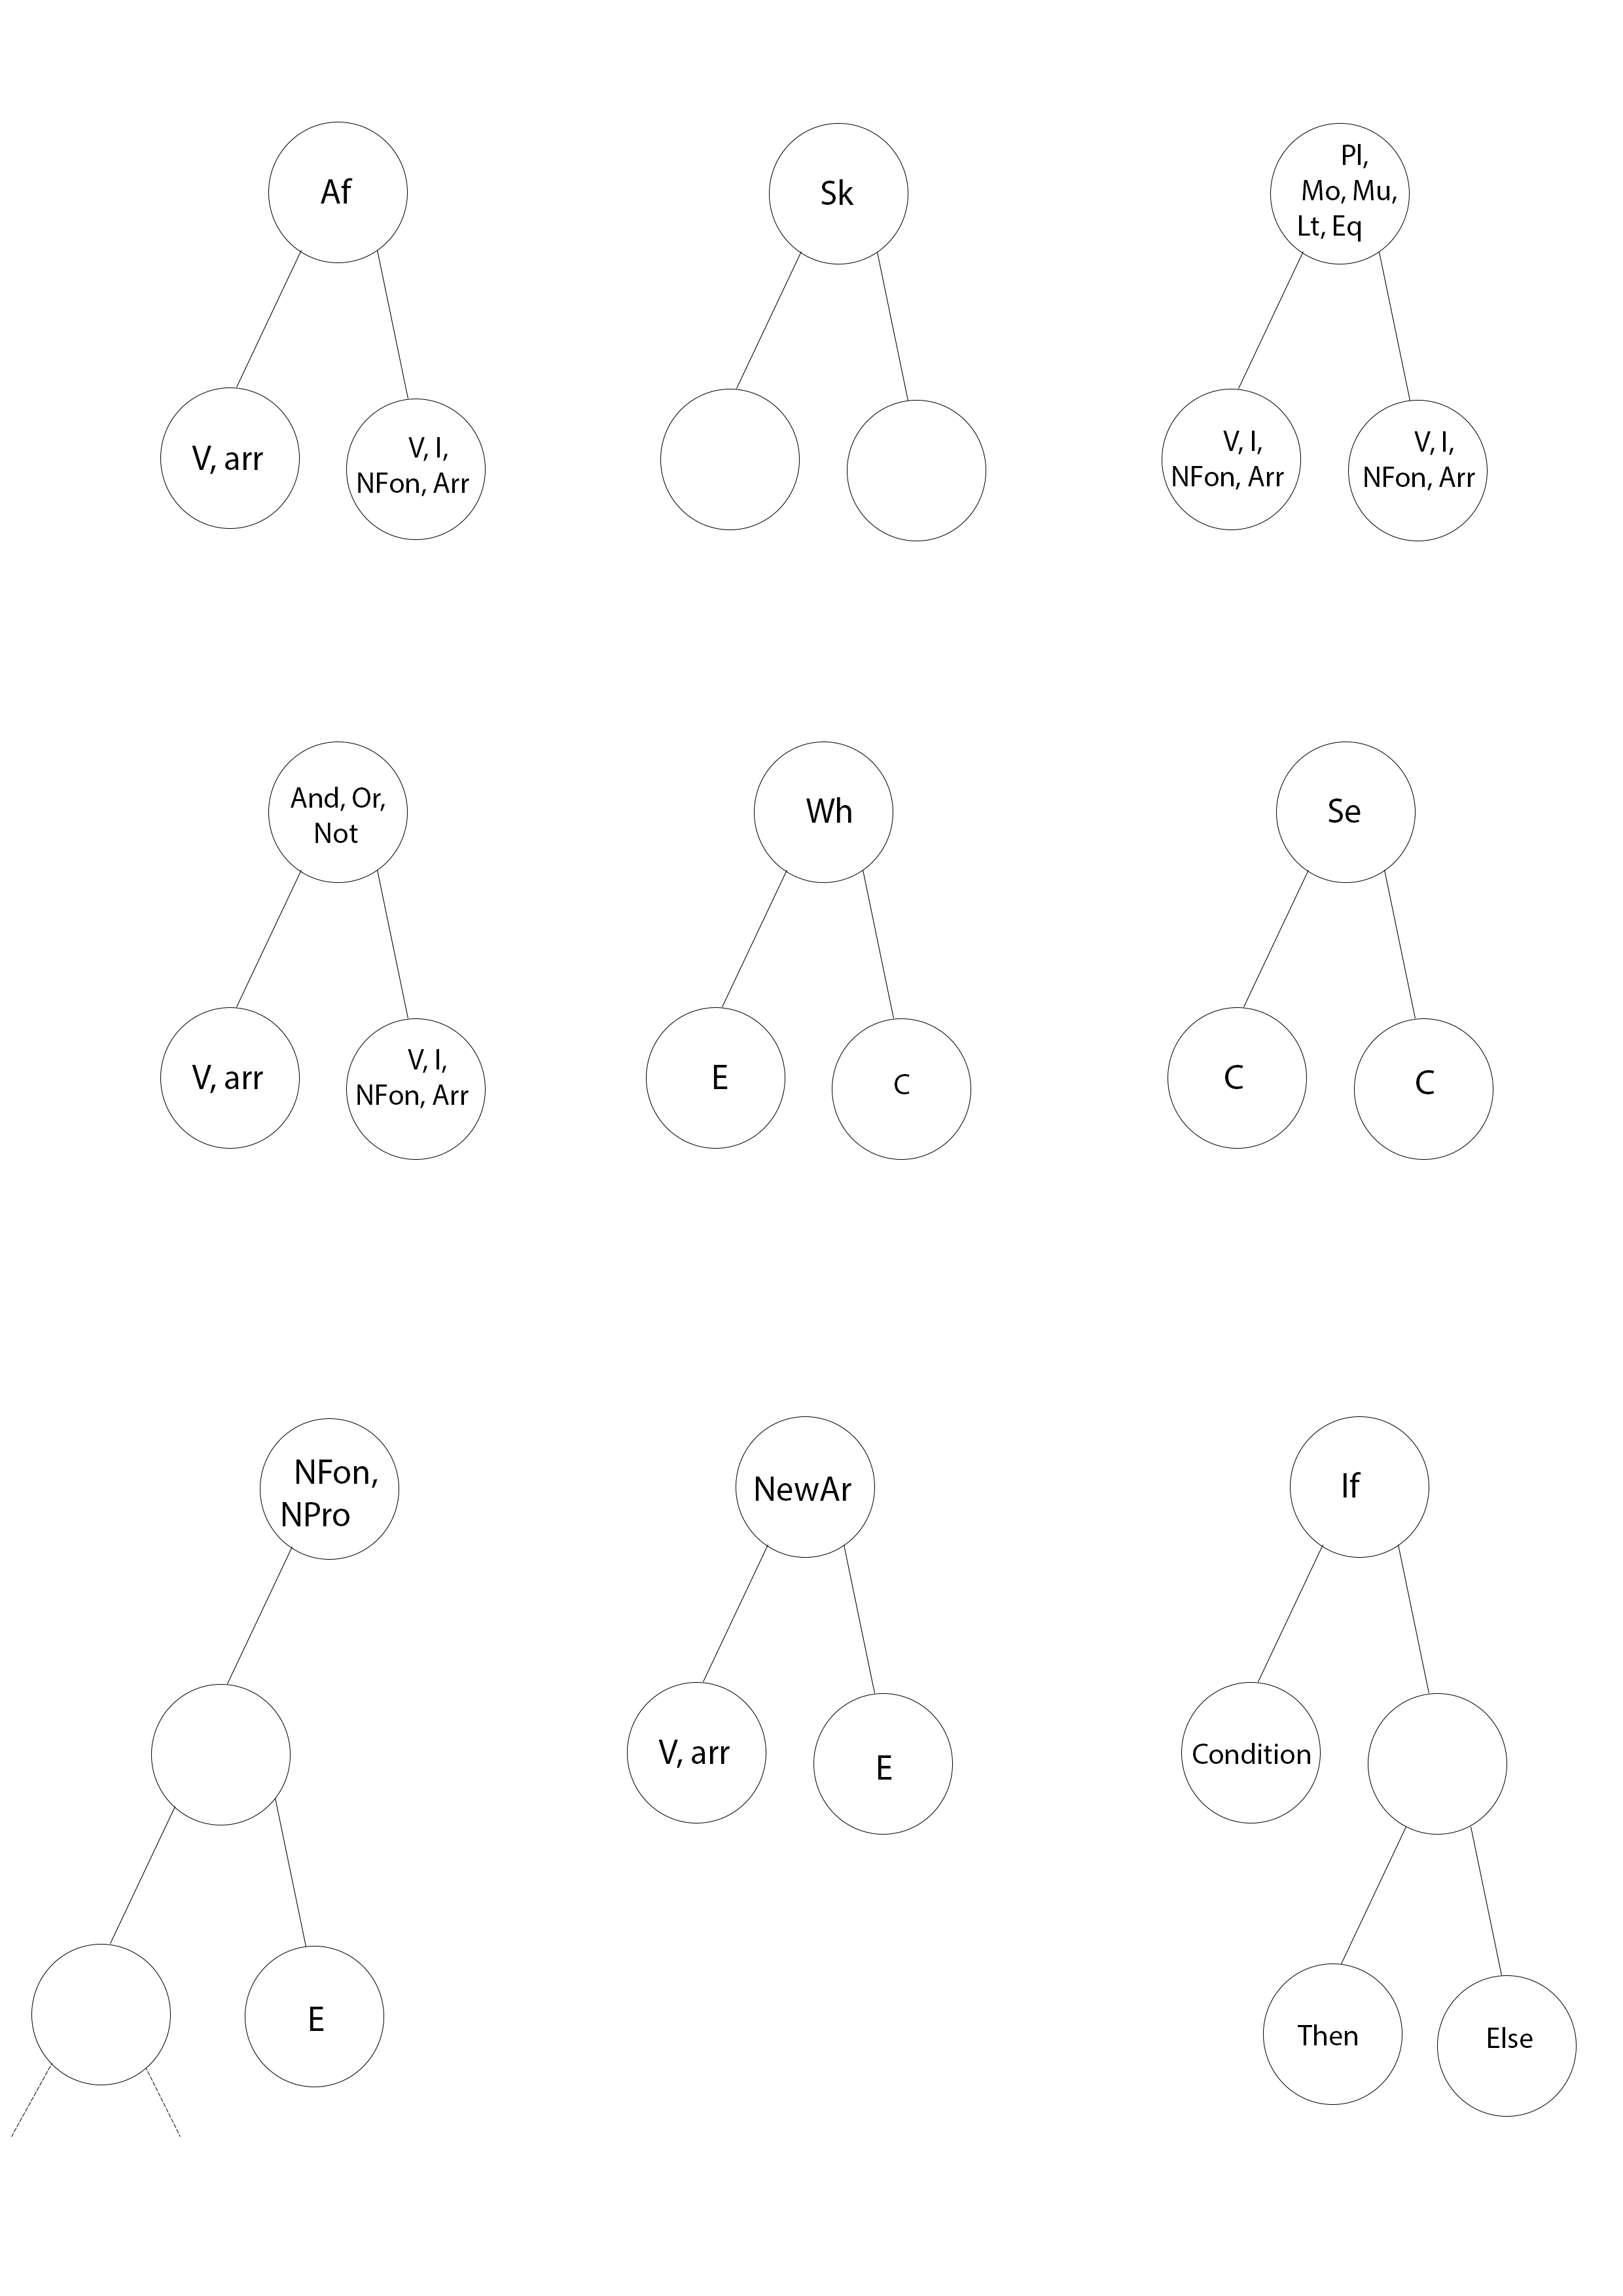 Af
Sk
Pl,
Mo, Mu,
Lt, Eq
V, arr
V, I,
NFon, Arr
V, I,
NFon, Arr
V, I,
NFon, Arr
And, Or,
Not
Wh
Se
V, arr
V, I,
NFon, Arr
E
C
C
C
NFon,
NPro
NewAr
If
V, arr
E
Condition
E
Then
Else